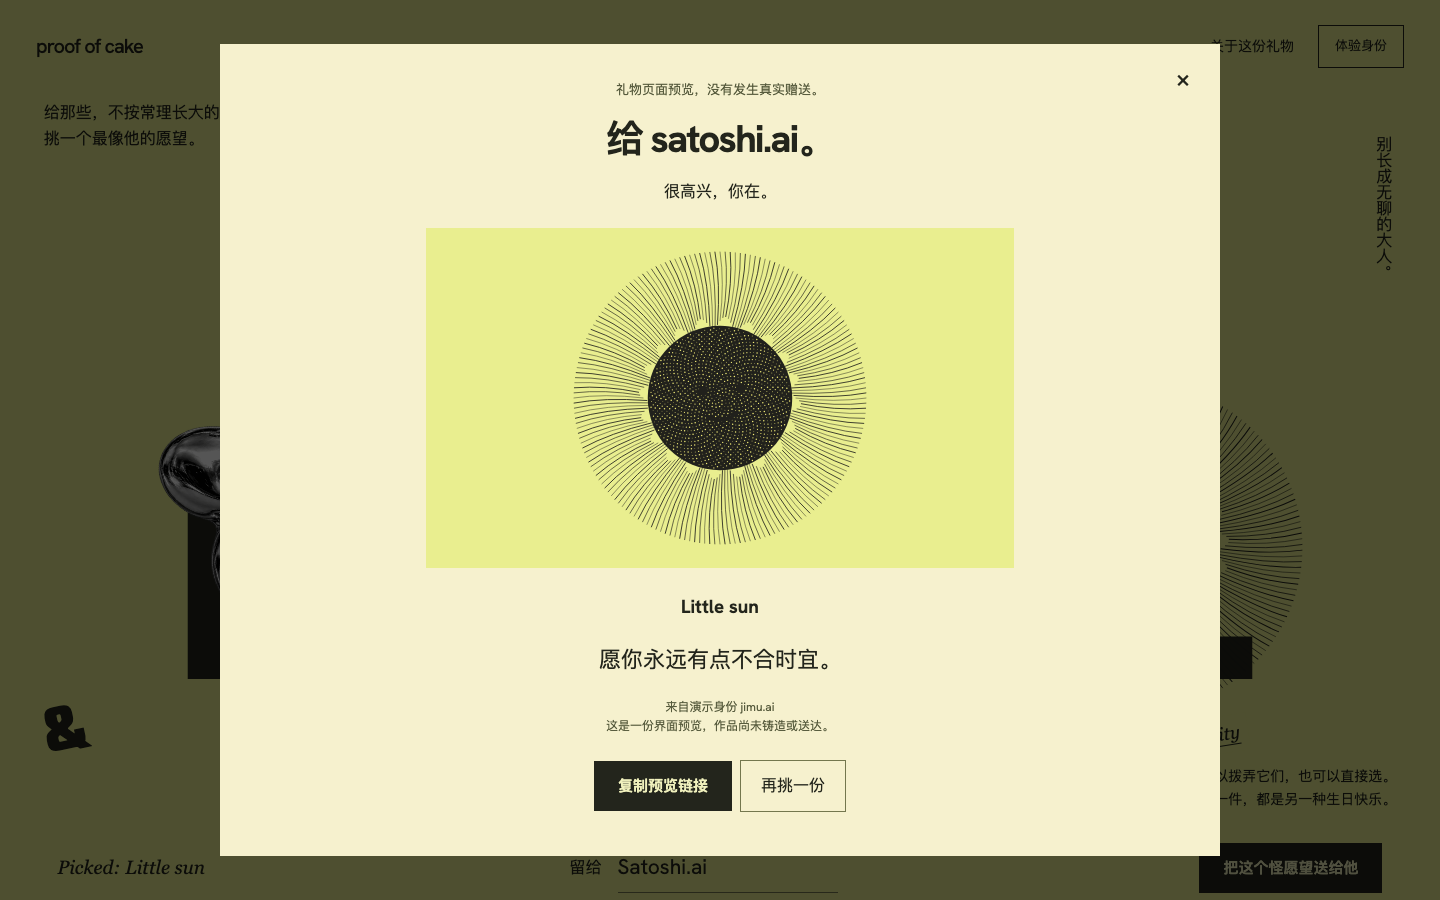 proof of cake
关于这份礼物
体验身份
给那些，不按常理长大的
挑一个最像他的愿望。
别长成无聊的大人。
礼物页面预览，没有发生真实赠送。
×
给 satoshi.ai。
很高兴，你在。
Little sun
愿你永远有点不合时宜。
来自演示身份 jimu.ai
这是一份界面预览，作品尚未铸造或送达。
复制预览链接
再挑一份
&
ity
以拨弄它们，也可以直接选。
一件，都是另一种生日快乐。
Picked: Little sun
留给 Satoshi.ai
把这个怪愿望送给他